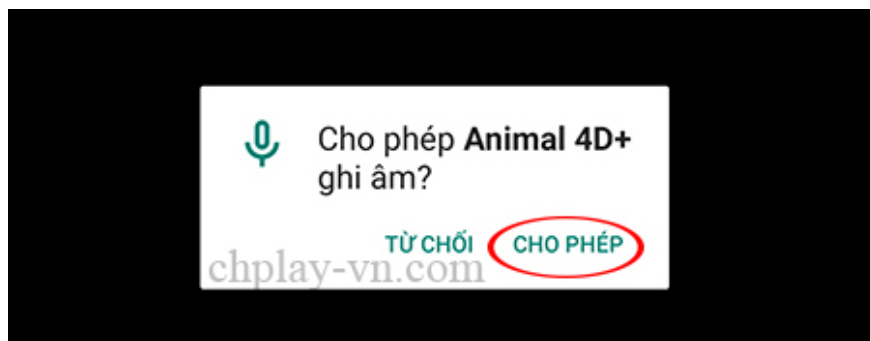 Cho phép Animal 4D+
ghi âm?
TỪ CHỐI CHO PHÉP
chplay-vn.com